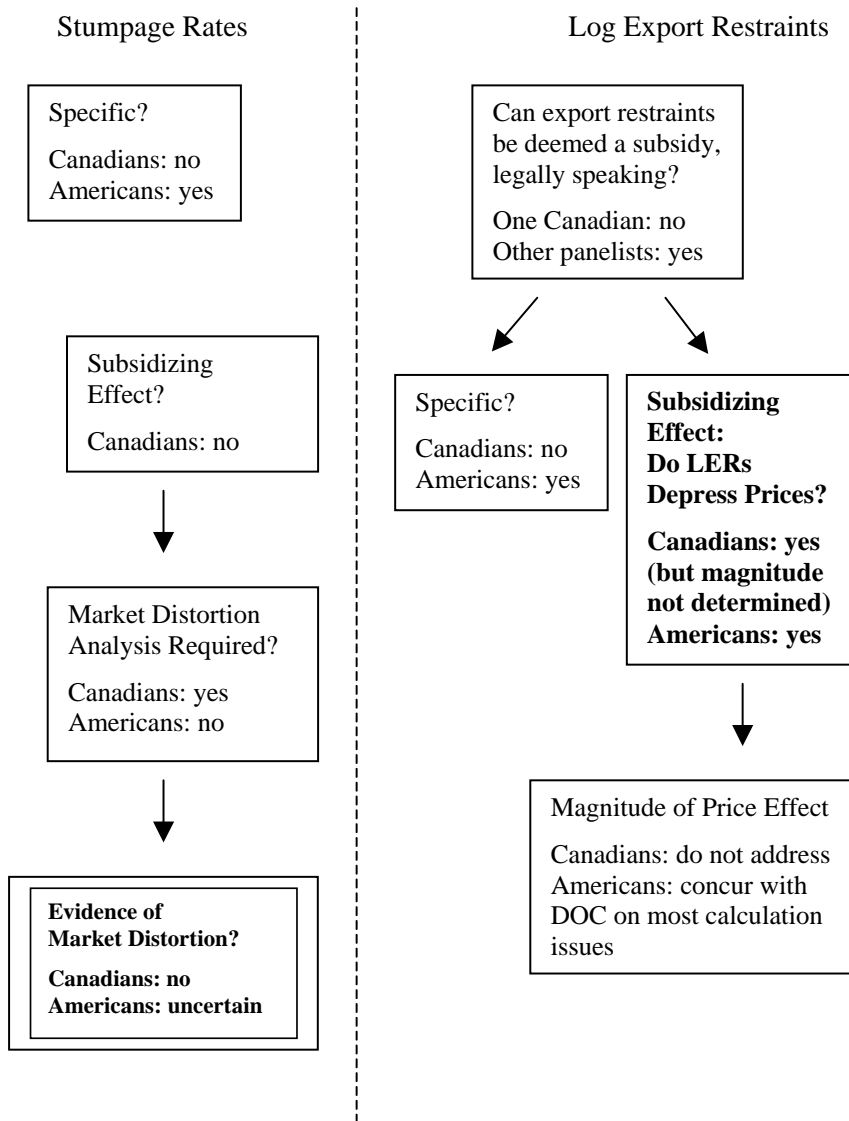 Stumpage Rates
Specific?
Canadians: no
Americans: yes
Subsidizing
Effect?
Canadians: no
Market Distortion
Analysis Required?
Canadians: yes
Americans: no
Evidence of
Market Distortion?
Canadians: no
Americans: uncertain
Log Export Restraints
Can export restraints
be deemed a subsidy,
legally speaking?
One Canadian: no
Other panelists: yes
Specific?
Canadians: no
Americans: yes
Subsidizing
Effect:
Do LERs
Depress Prices?
Canadians: yes
(but magnitude
not determined)
Americans: yes
Magnitude of Price Effect
Canadians: do not address
Americans: concur with
DOC on most calculation
issues